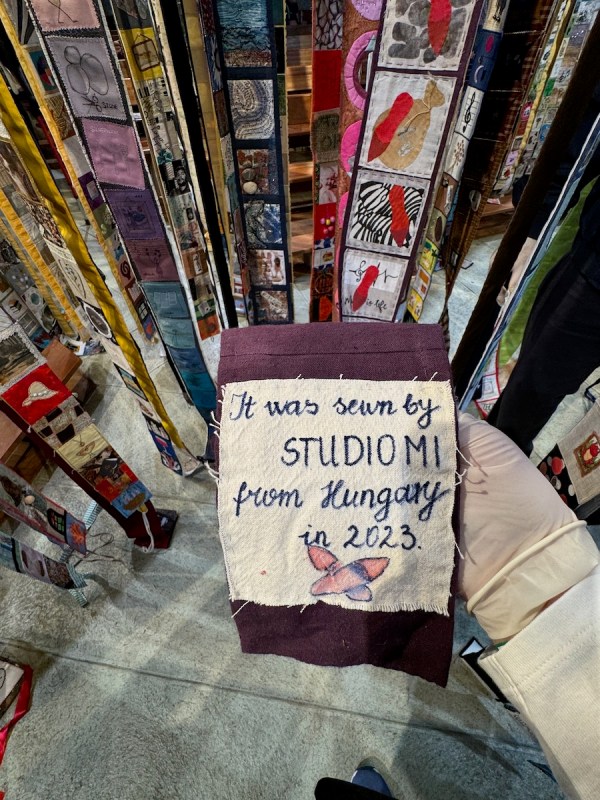 It was sewn by
STUDIO MI
from Hungary
in 2023.